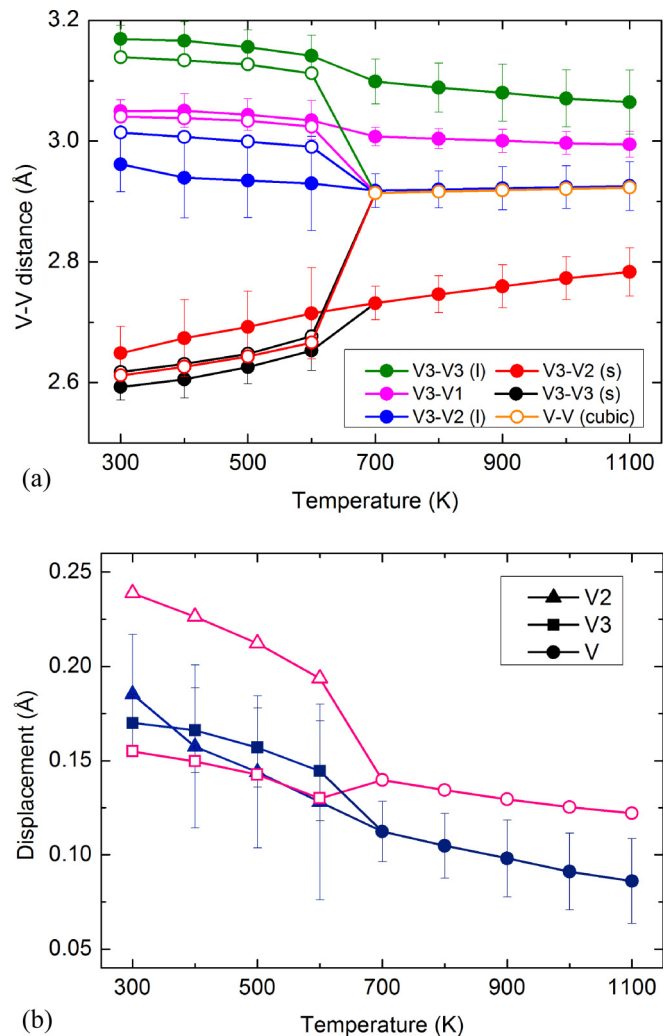 3.2
3.0
2.8
2.6
V-V distance (Å)
V3-V3 (l) V3-V2 (s)
V3-V1 V3-V3 (s)
V3-V2 (l) V-V (cubic)
300 500 700 900 1100
Temperature (K)
(a)
0.25
0.20
0.15
0.10
0.05
Displacement (Å)
V2
V3
V
300 500 700 900 1100
Temperature (K)
(b)